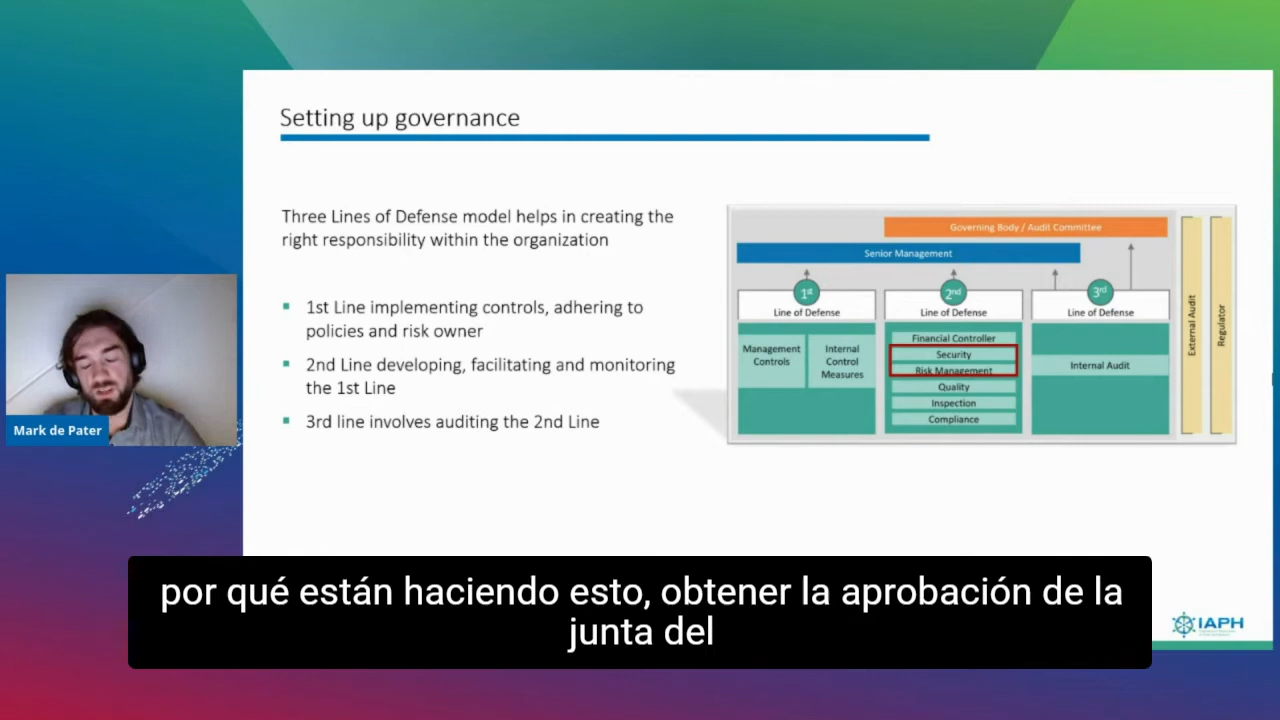 Setting up governance
Three Lines of Defense model helps in creating the
right responsibility within the organization
1st Line implementing controls, adhering to
policies and risk owner
2nd Line developing, facilitating and monitoring
the 1st Line
3rd line involves auditing the 2nd Line
Governing Body / Audit Committee
Senior Management
1st
Line of Defense
Management
Controls
Internal
Control
Measures
2nd
Line of Defense
Financial Controller
Security
Risk Management
Quality
Inspection
Compliance
3rd
Line of Defense
Internal Audit
External Audit
Regulator
Mark de Pater
por qué están haciendo esto, obtener la aprobación de la
junta del
IAPH